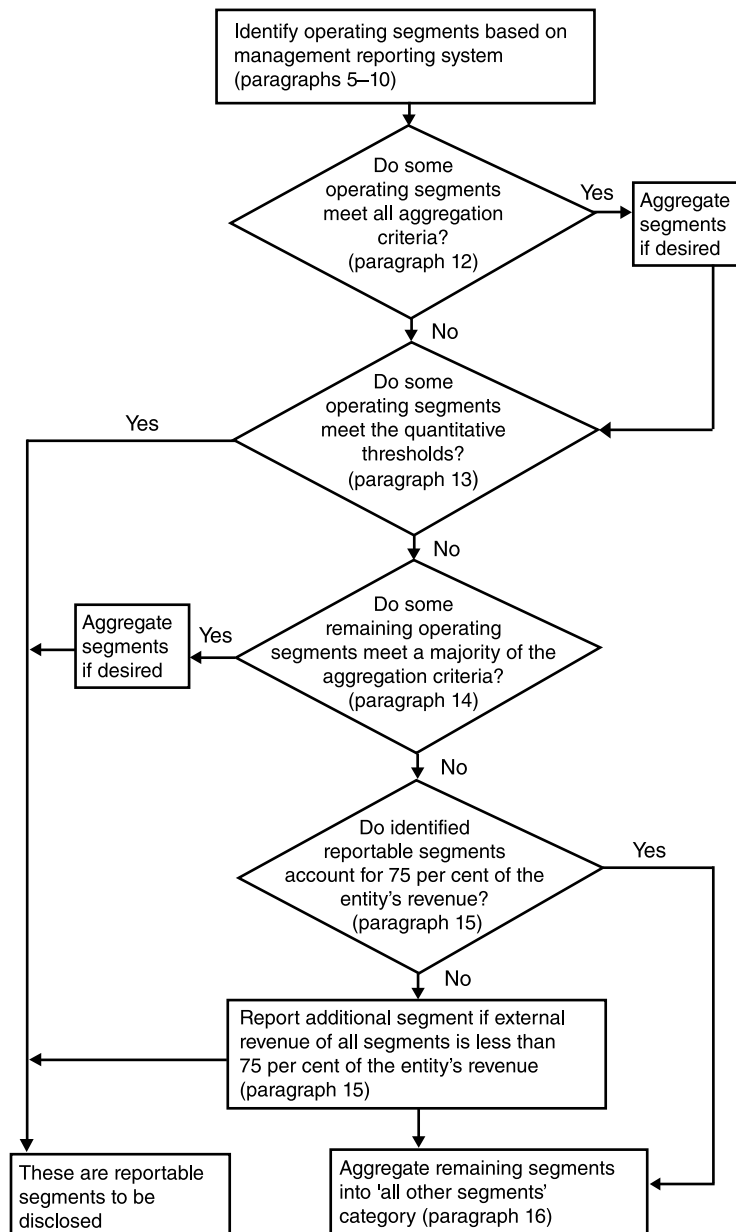 Identify operating segments based on
management reporting system
(paragraphs 5–10)
Do some
operating segments
meet all aggregation
criteria?
(paragraph 12)
Yes
Aggregate
segments
if desired
No
Do some
operating segments
meet the quantitative
thresholds?
(paragraph 13)
Yes
No
Do some
remaining operating
segments meet a majority of the
aggregation criteria?
(paragraph 14)
Yes
Aggregate
segments
if desired
No
Do identified
reportable segments
account for 75 per cent of the
entity’s revenue?
(paragraph 15)
Yes
No
Report additional segment if external
revenue of all segments is less than
75 per cent of the entity’s revenue
(paragraph 15)
These are reportable
segments to be
disclosed
Aggregate remaining segments
into 'all other segments’
category (paragraph 16)